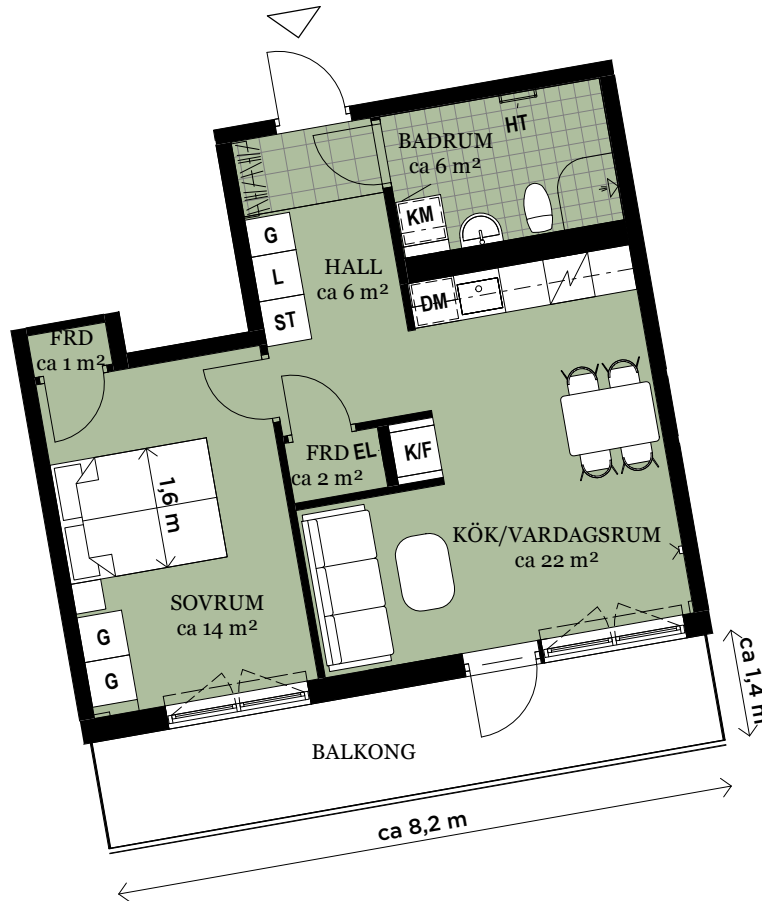 HT
BADRUM
ca 6 m²
KM
G
HALL
ca 6 m²
L
DM
ST
FRD
ca 1 m²
FRD EL
ca 2 m²
K/F
1,6 m
KÖK/VARDAGSRUM
ca 22 m²
SOVRUM
ca 14 m²
G
G
ca 1,4 m
BALKONG
ca 8,2 m